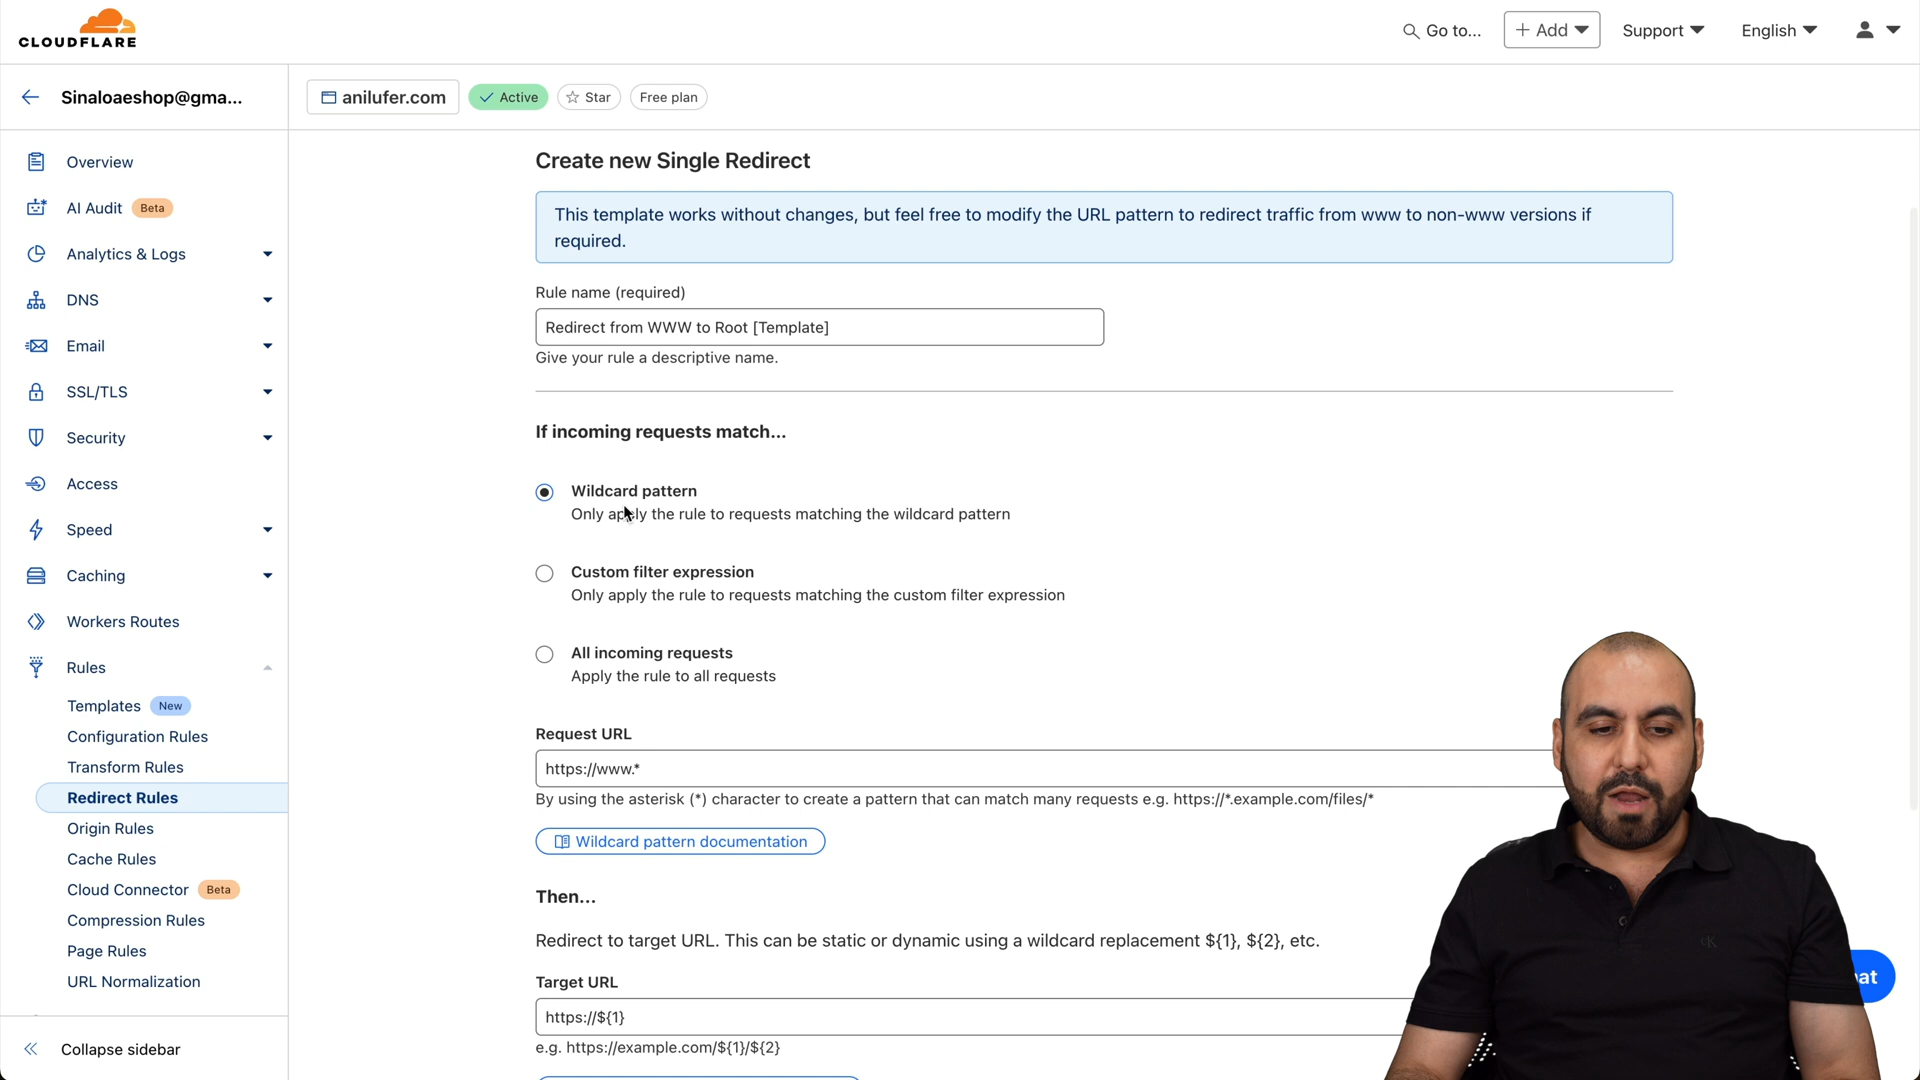 CLOUDFLARE
Go to...
+ Add
Support
English
Sinaloaeshop@gma...
anilufer.com
Active
Star
Free plan
Overview
AI Audit Beta
Analytics & Logs
DNS
Email
SSL/TLS
Security
Access
Speed
Caching
Workers Routes
Rules
Templates New
Configuration Rules
Transform Rules
Redirect Rules
Origin Rules
Cache Rules
Cloud Connector Beta
Compression Rules
Page Rules
URL Normalization
Collapse sidebar
Create new Single Redirect
This template works without changes, but feel free to modify the URL pattern to redirect traffic from www to non-www versions if
required.
Rule name (required)
Redirect from WWW to Root [Template]
Give your rule a descriptive name.
If incoming requests match...
Wildcard pattern
Only apply the rule to requests matching the wildcard pattern
Custom filter expression
Only apply the rule to requests matching the custom filter expression
All incoming requests
Apply the rule to all requests
Request URL
https://www.*
By using the asterisk (*) character to create a pattern that can match many requests e.g. https://*.example.com/files/*
Wildcard pattern documentation
Then...
Redirect to target URL. This can be static or dynamic using a wildcard replacement ${1}, ${2}, etc.
Target URL
https://${1}
e.g. https://example.com/${1}/${2}